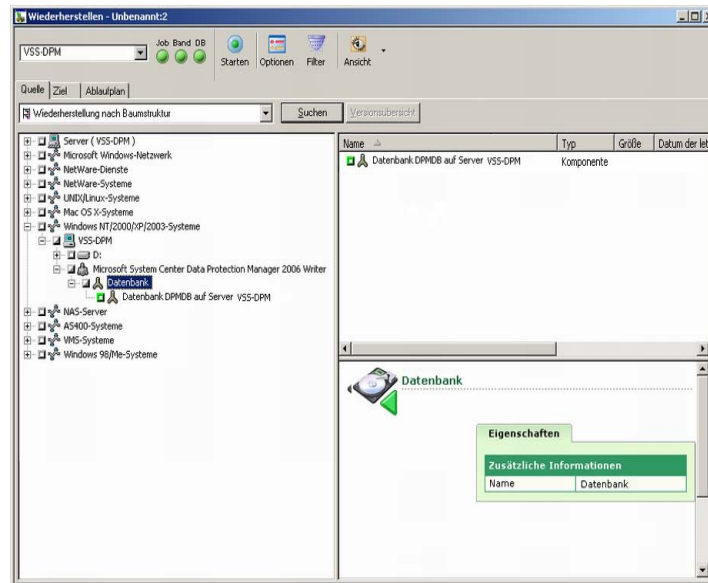 Wiederherstellen - Unbenannt:2
VSS-DPM
Job Band DB
Starten
Optionen
Filter
Ansicht
Quelle Ziel Ablaufplan
Wiederherstellung nach Baumstruktur
Suchen
Versionsübersicht
Server ( VSS-DPM )
Microsoft Windows-Netzwerk
NetWare-Dienste
NetWare-Systeme
UNIX/Linux-Systeme
Mac OS X-Systeme
Windows NT/2000/XP/2003-Systeme
VSS-DPM
D:
Microsoft System Center Data Protection Manager 2006 Writer
Datenbank
Datenbank DPMDB auf Server VSS-DPM
NAS-Server
AS400-Systeme
VMS-Systeme
Windows 98/Me-Systeme
Name Typ Größe Datum der let
Datenbank DPMDB auf Server VSS-DPM Komponente
Datenbank
Eigenschaften
Zusätzliche Informationen
Name Datenbank